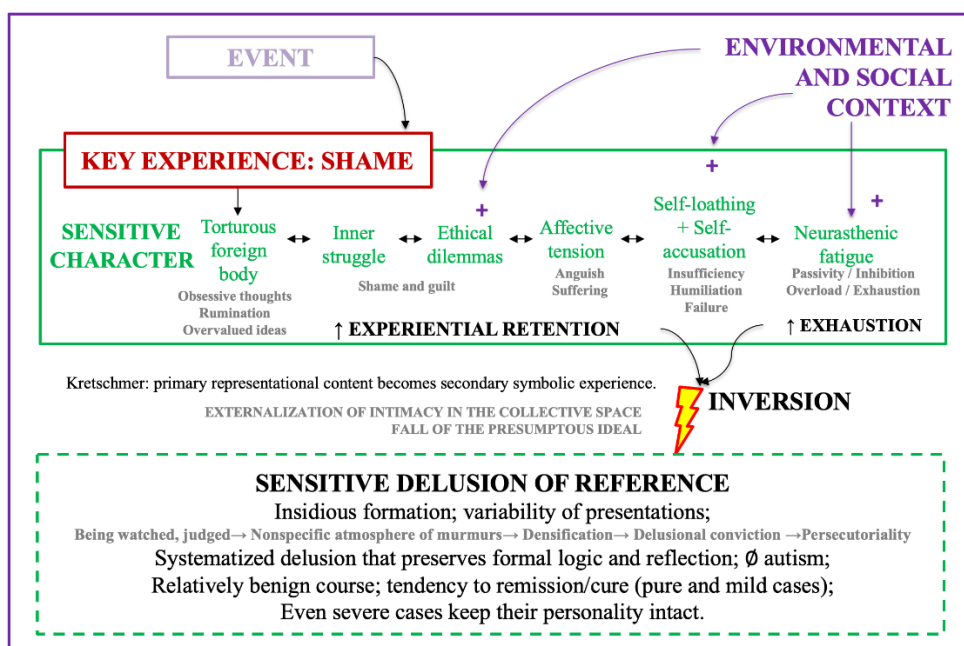 EVENT
ENVIRONMENTAL
AND SOCIAL
CONTEXT
KEY EXPERIENCE: SHAME
+
+
+
SENSITIVE
CHARACTER
Torturous
foreign
body
Obsessive thoughts
Rumination
Overvalued ideas
Inner
struggle
Ethical
dilemmas
Shame and guilt
Affective
tension
Anguish
Suffering
Self-loathing
+ Self-
accusation
Insufficiency
Humiliation
Failure
Neurasthenic
fatigue
Passivity / Inhibition
Overload / Exhaustion
↑ EXPERIENTIAL RETENTION
↑ EXHAUSTION
Kretschmer: primary representational content becomes secondary symbolic experience.
EXTERNALIZATION OF INTIMACY IN THE COLLECTIVE SPACE
FALL OF THE PRESUMPTOUS IDEAL
INVERSION
SENSITIVE DELUSION OF REFERENCE
Insidious formation; variability of presentations;
Being watched, judged→ Nonspecific atmosphere of murmurs→ Densification→ Delusional conviction →Persecutoriality
Systematized delusion that preserves formal logic and reflection; Ø autism;
Relatively benign course; tendency to remission/cure (pure and mild cases);
Even severe cases keep their personality intact.